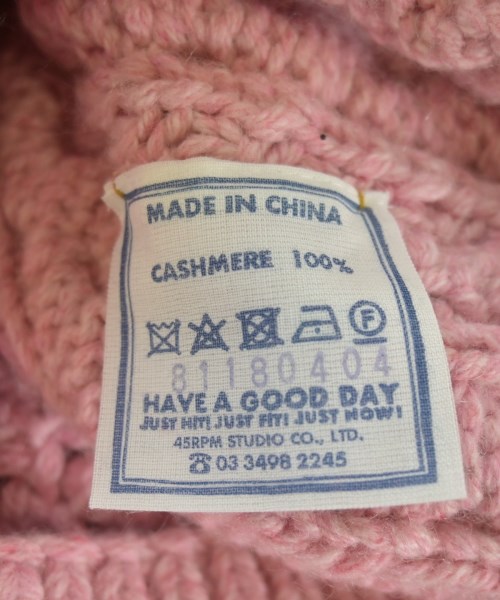 MADE IN CHINA
CASHMERE 100%
F
81180404
HAVE A GOOD DAY
JUST HIT! JUST FIT! JUST NOW!
45RPM STUDIO CO., LTD.
☎ 03 3498 2245